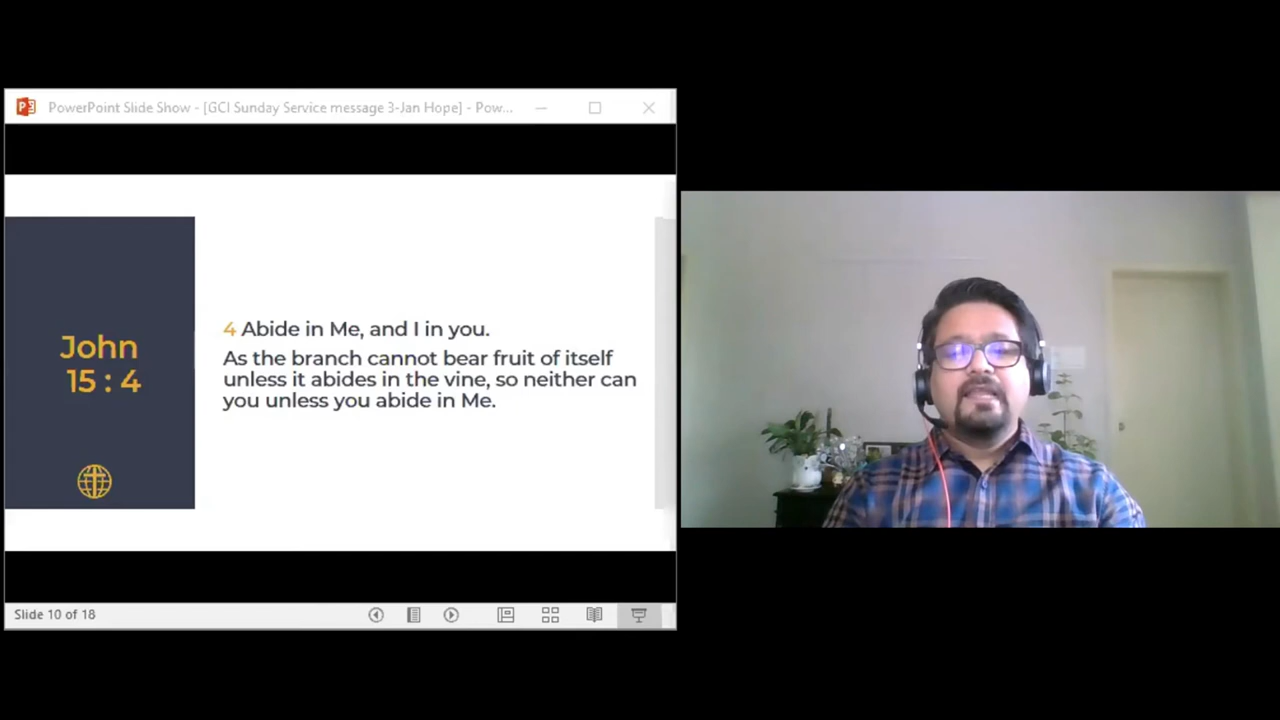 PowerPoint Slide Show - [GCI Sunday Service message 3-Jan Hope] - Pow...
John
15 : 4
4 Abide in Me, and I in you.
As the branch cannot bear fruit of itself
unless it abides in the vine, so neither can
you unless you abide in Me.
Slide 10 of 18